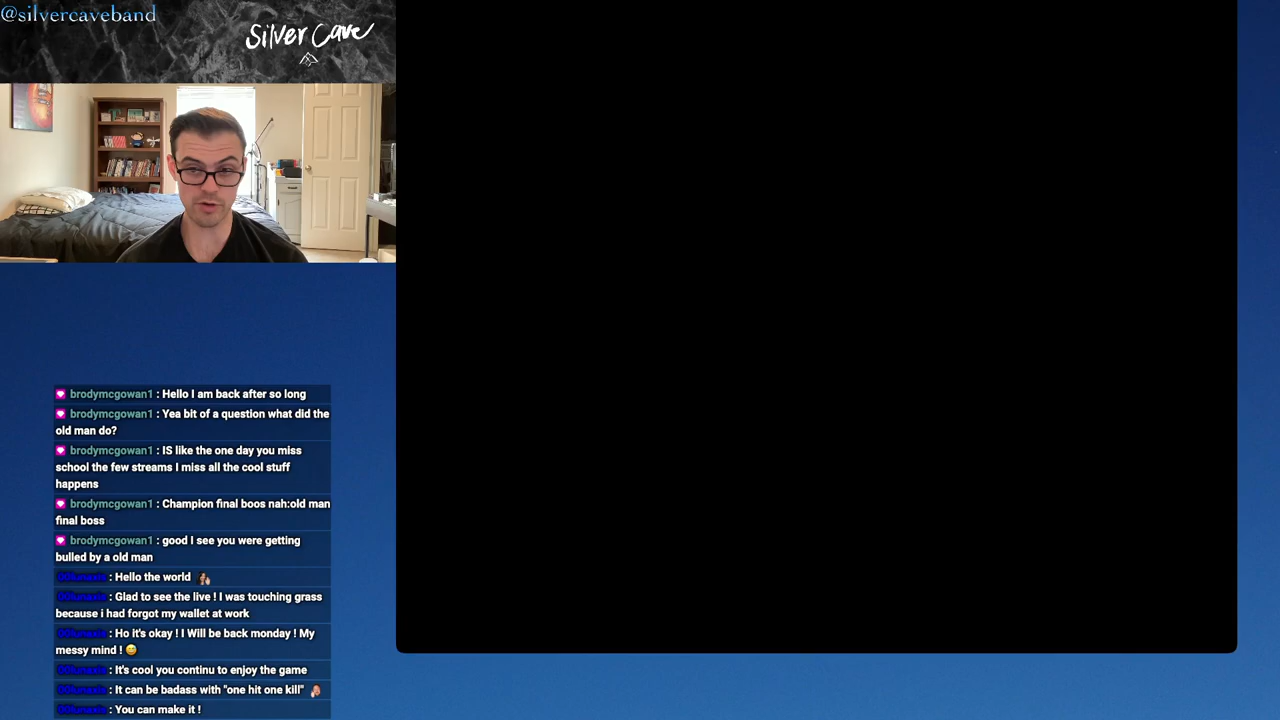 @silvercaveband
Silver Cave
brodymcgowan1 : Hello I am back after so long
brodymcgowan1 : Yea bit of a question what did the
old man do?
brodymcgowan1 : IS like the one day you miss
school the few streams I miss all the cool stuff
happens
brodymcgowan1 : Champion final boos nah:old man
final boss
brodymcgowan1 : good I see you were getting
bulled by a old man
: Hello the world
: Glad to see the live ! I was touching grass
because i had forgot my wallet at work
: Ho it's okay ! I Will be back monday ! My
messy mind !
: It's cool you continu to enjoy the game
: It can be badass with "one hit one kill"
: You can make it !